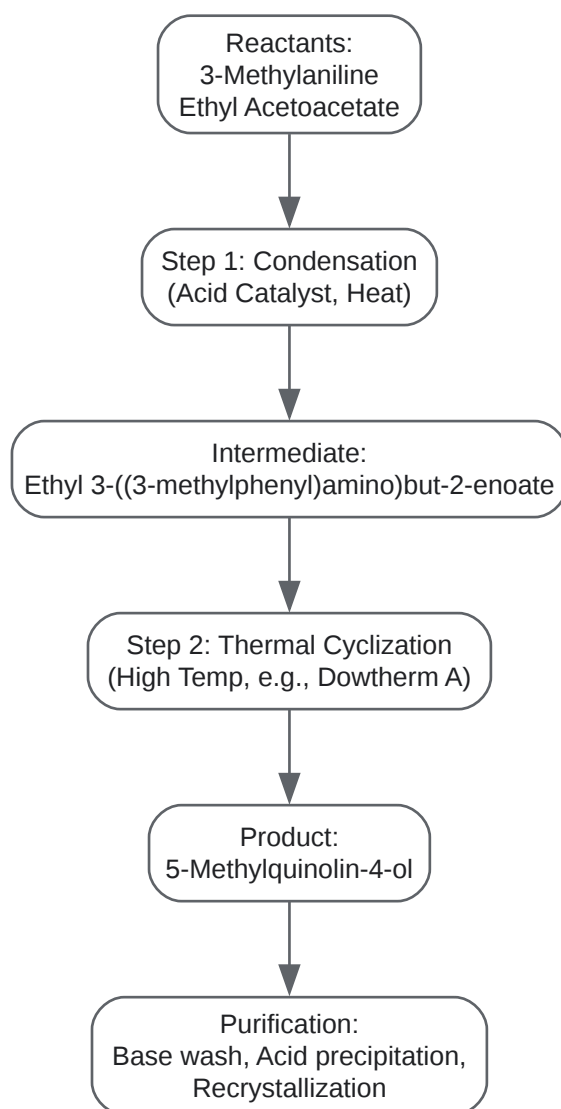 Reactants:
3-Methylaniline
Ethyl Acetoacetate
Step 1: Condensation
(Acid Catalyst, Heat)
Intermediate:
Ethyl 3-((3-methylphenyl)amino)but-2-enoate
Step 2: Thermal Cyclization
(High Temp, e.g., Dowtherm A)
Product:
5-Methylquinolin-4-ol
Purification:
Base wash, Acid precipitation,
Recrystallization